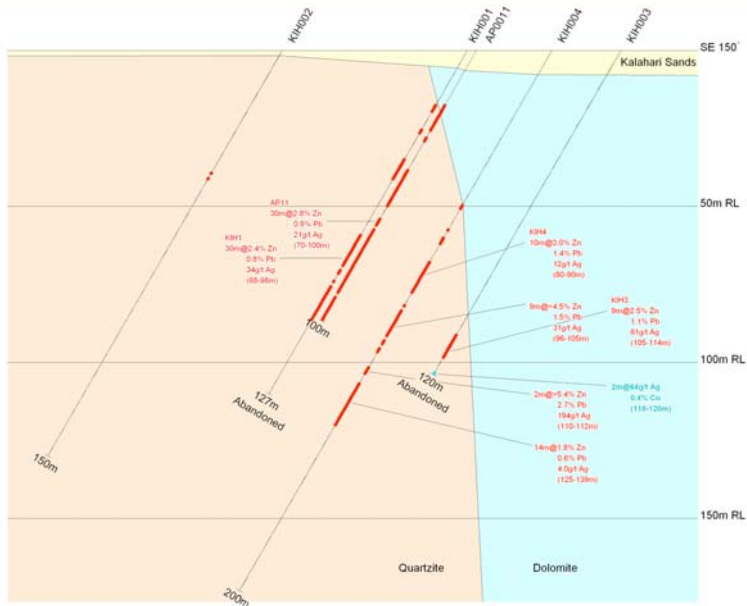 KIH002
KIH001
AP0011
KIH004
KIH003
SE 150°
Kalahari Sands
50m RL
AP11
30m@2.8% Zn
0.9% Pb
21g/t Ag
(70-100m)
KIH1
30m@2.4% Zn
0.8% Pb
34g/t Ag
(68-98m)
KIH4
10m@3.0% Zn
1.4% Pb
12g/t Ag
(80-90m)
KIH3
9m@2.5% Zn
1.1% Pb
61g/t Ag
(105-114m)
9m@>4.5% Zn
1.5% Pb
31g/t Ag
(96-105m)
100m
100m RL
127m
Abandoned
120m
Abandoned
2m@64g/t Ag
0.4% Cu
(118-120m)
2m@>5.4% Zn
2.7% Pb
194g/t Ag
(110-112m)
14m@1.8% Zn
0.6% Pb
4.0g/t Ag
(125-139m)
150m
150m RL
Quartzite
Dolomite
200m